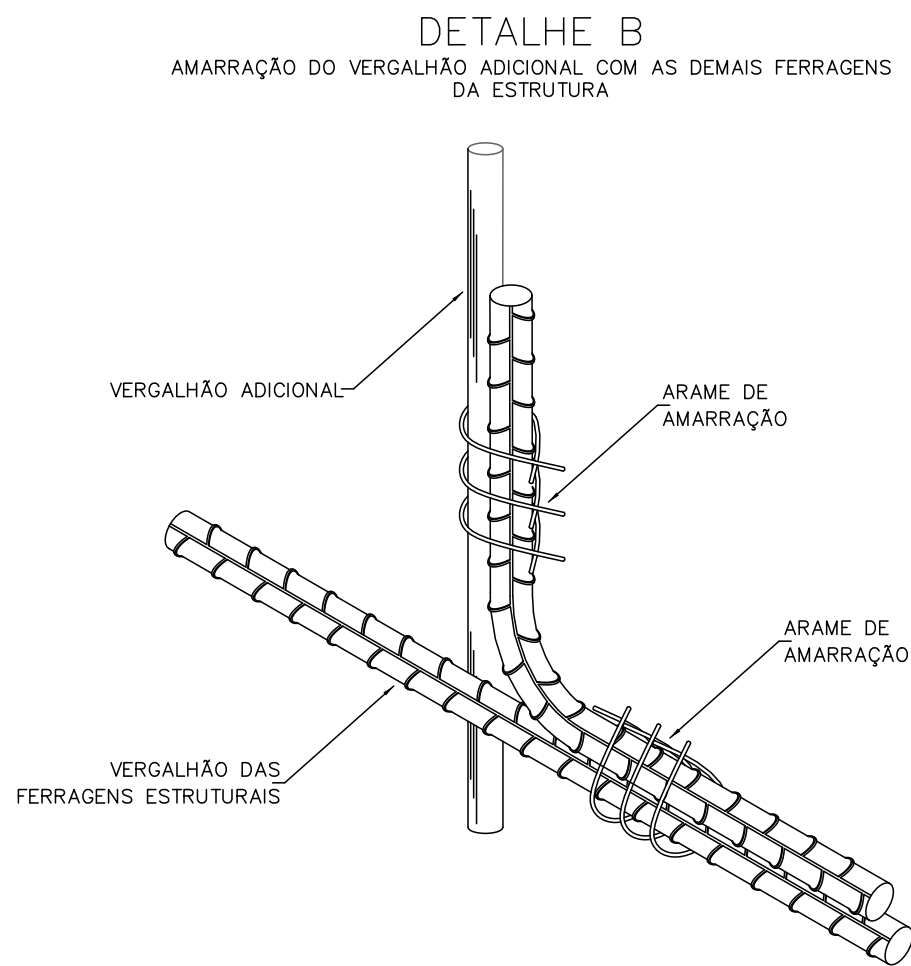 DETALHE B
AMARRAÇÃO DO VERGALHÃO ADICIONAL COM AS DEMAIS FERRAGENS
DA ESTRUTURA
VERGALHÃO ADICIONAL
ARAME DE
AMARRAÇÃO
ARAME DE
AMARRAÇÃO
VERGALHÃO DAS
FERRAGENS ESTRUTURAIS